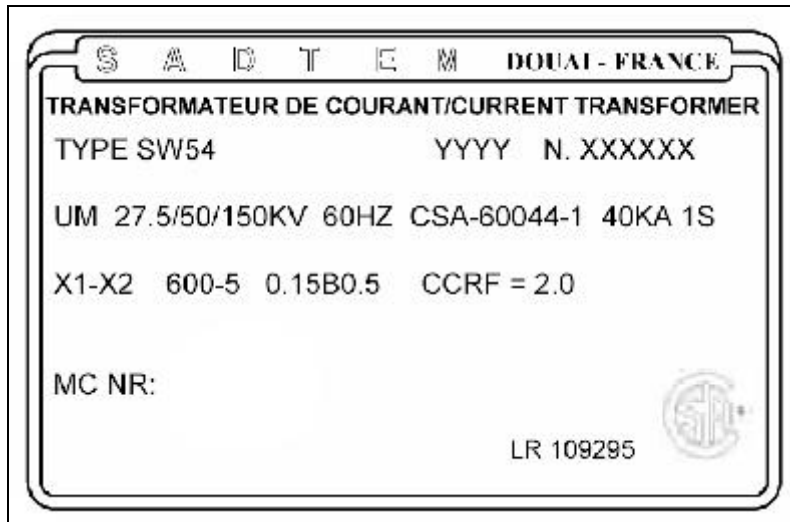 SADTEM DOUAI - FRANCE
TRANSFORMATEUR DE COURANT/CURRENT TRANSFORMER
TYPE SW54 YYYY N. XXXXXX
UM 27.5/50/150KV 60HZ CSA-60044-1 40KA 1S
X1-X2 600-5 0.15B0.5 CCRF = 2.0
MC NR:
LR 109295